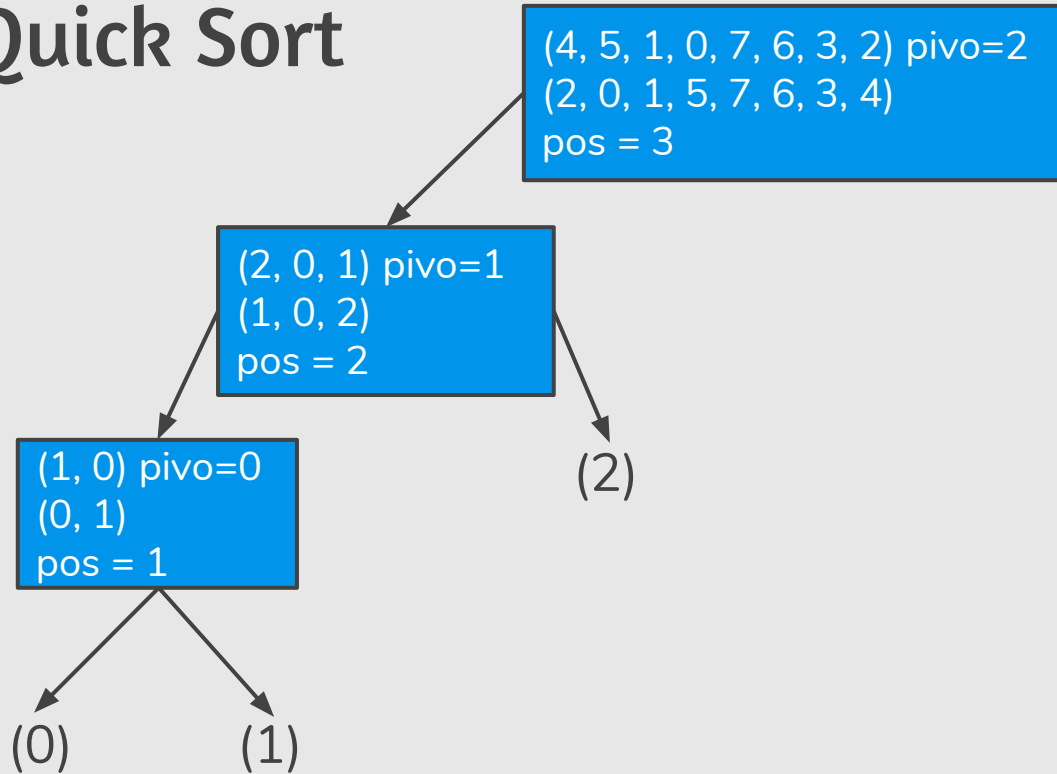 Quick Sort
(4, 5, 1, 0, 7, 6, 3, 2) pivo=2
(2, 0, 1, 5, 7, 6, 3, 4)
pos = 3
(2, 0, 1) pivo=1
(1, 0, 2)
pos = 2
(1, 0) pivo=0
(0, 1)
pos = 1
(2)
(0)
(1)